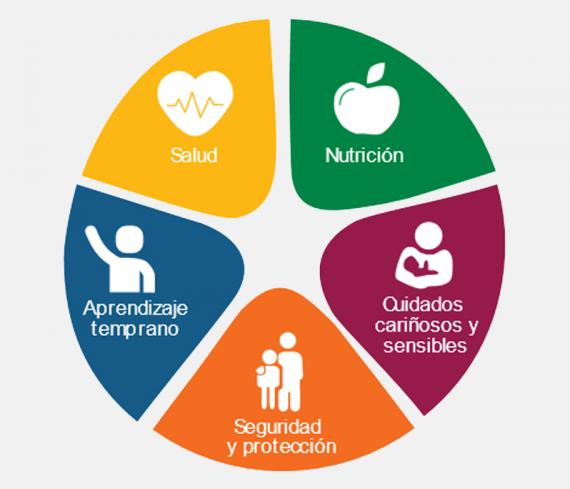 Salud
Nutrición
Cuidados
cariñosos y
sensibles
Seguridad
y protección
Aprendizaje
temprano